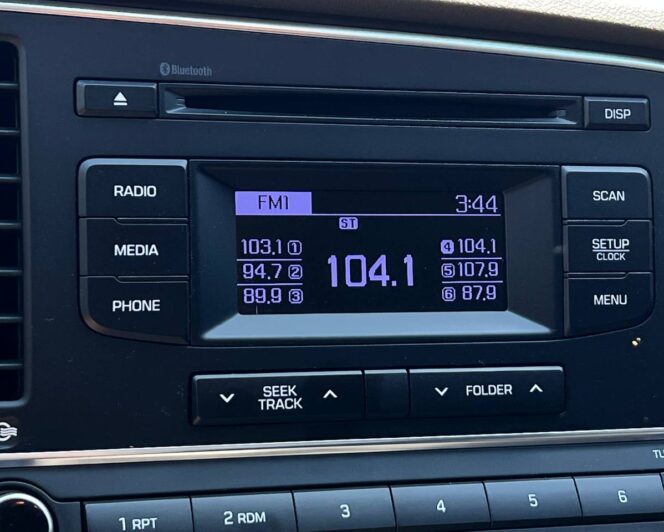 Bluetooth
DISP
RADIO
MEDIA
PHONE
FM1 3:44
ST
103.1 1
94.7 2
89.9 3
104.1
4 104.1
5 107.9
6 87.9
SCAN
SETUP
CLOCK
MENU
SEEK
TRACK
FOLDER
1 RPT
2 RDM
3
4
5
6